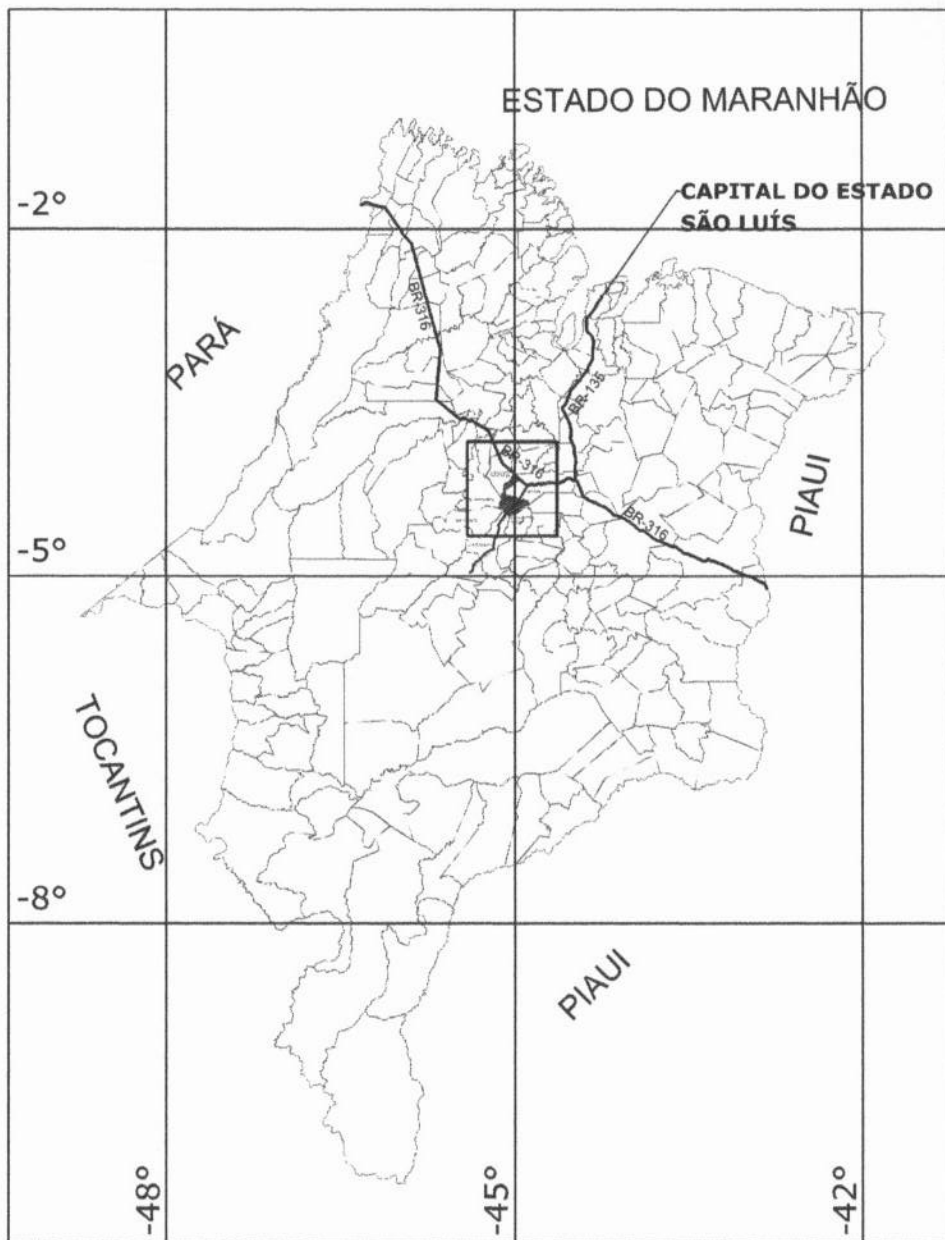 ESTADO DO MARANHÃO
CAPITAL DO ESTADO
SÃO LUÍS
-2°
BR-316
PARÁ
BR-135
BR-316
PIAUI
BR-316
-5°
TOCANTINS
-8°
PIAUI
-48°
-45°
-42°